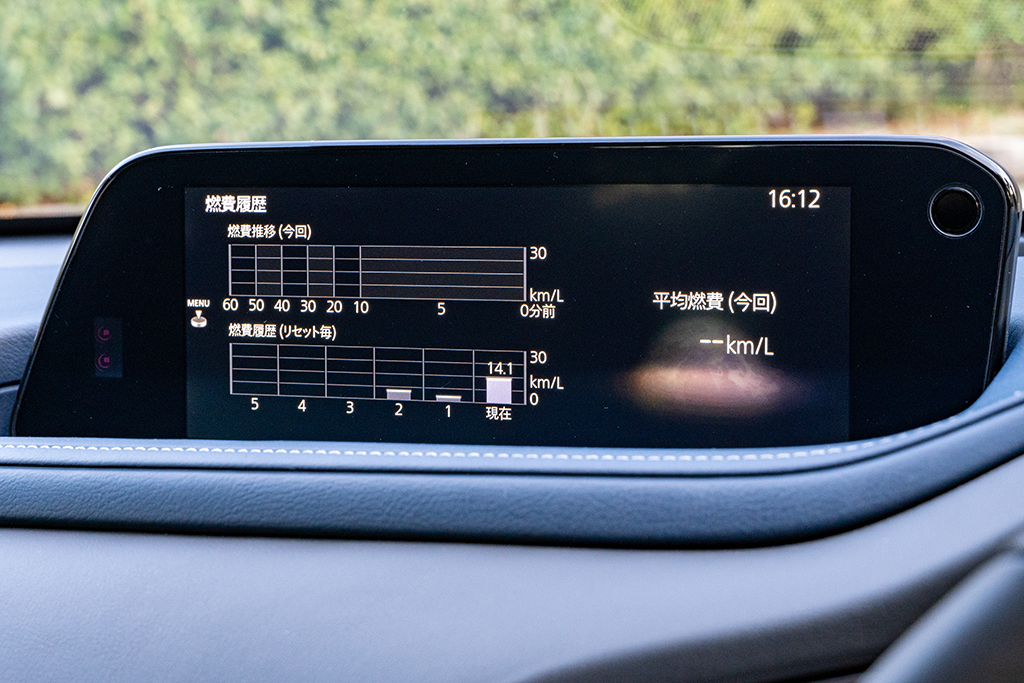 燃費履歴
16:12
燃費推移 (今回)
30
km/L
60 50 40 30 20 10 5 0分前
MENU
平均燃費 (今回)
--km/L
燃費履歴 (リセット毎)
30
14.1
km/L
0
5 4 3 2 1 現在